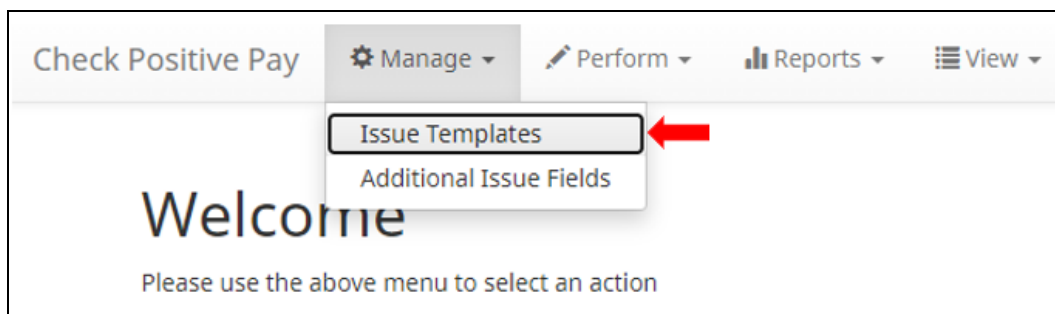 Check Positive Pay Manage Perform Reports View
Issue Templates
Additional Issue Fields
Welcome
Please use the above menu to select an action